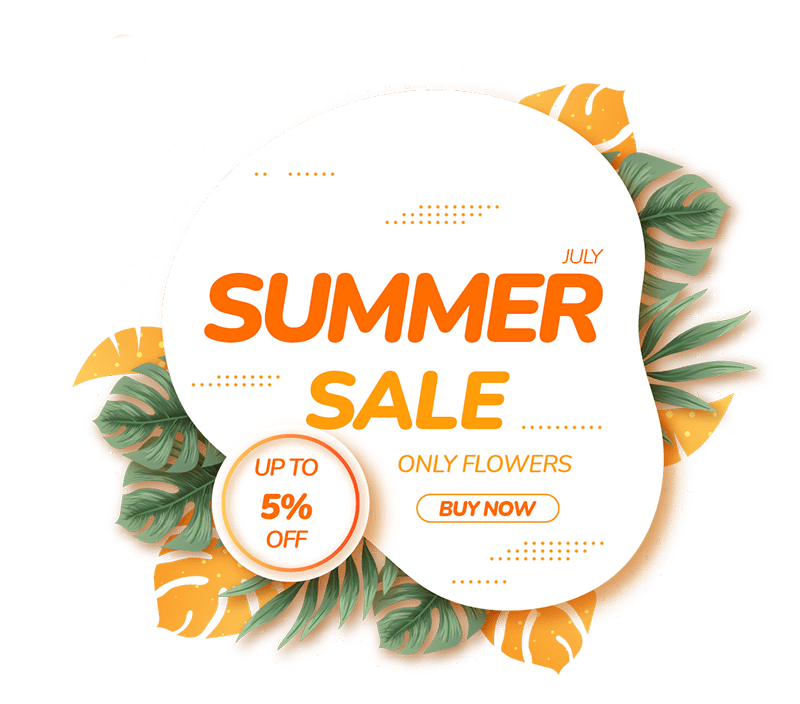 JULY
SUMMER
SALE
UP TO
5%
OFF
ONLY FLOWERS
BUY NOW